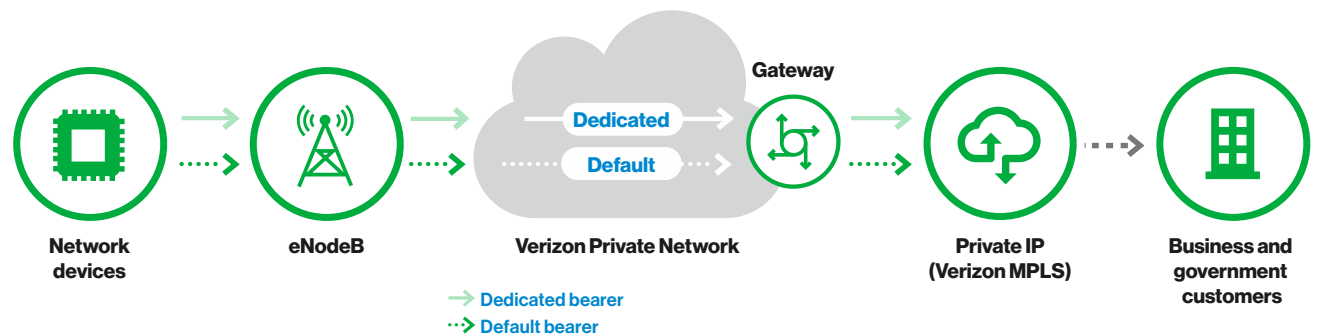 Gateway
Dedicated
Default
Network
devices
eNodeB
Verizon Private Network
Private IP
(Verizon MPLS)
Business and
government
customers
Dedicated bearer
Default bearer